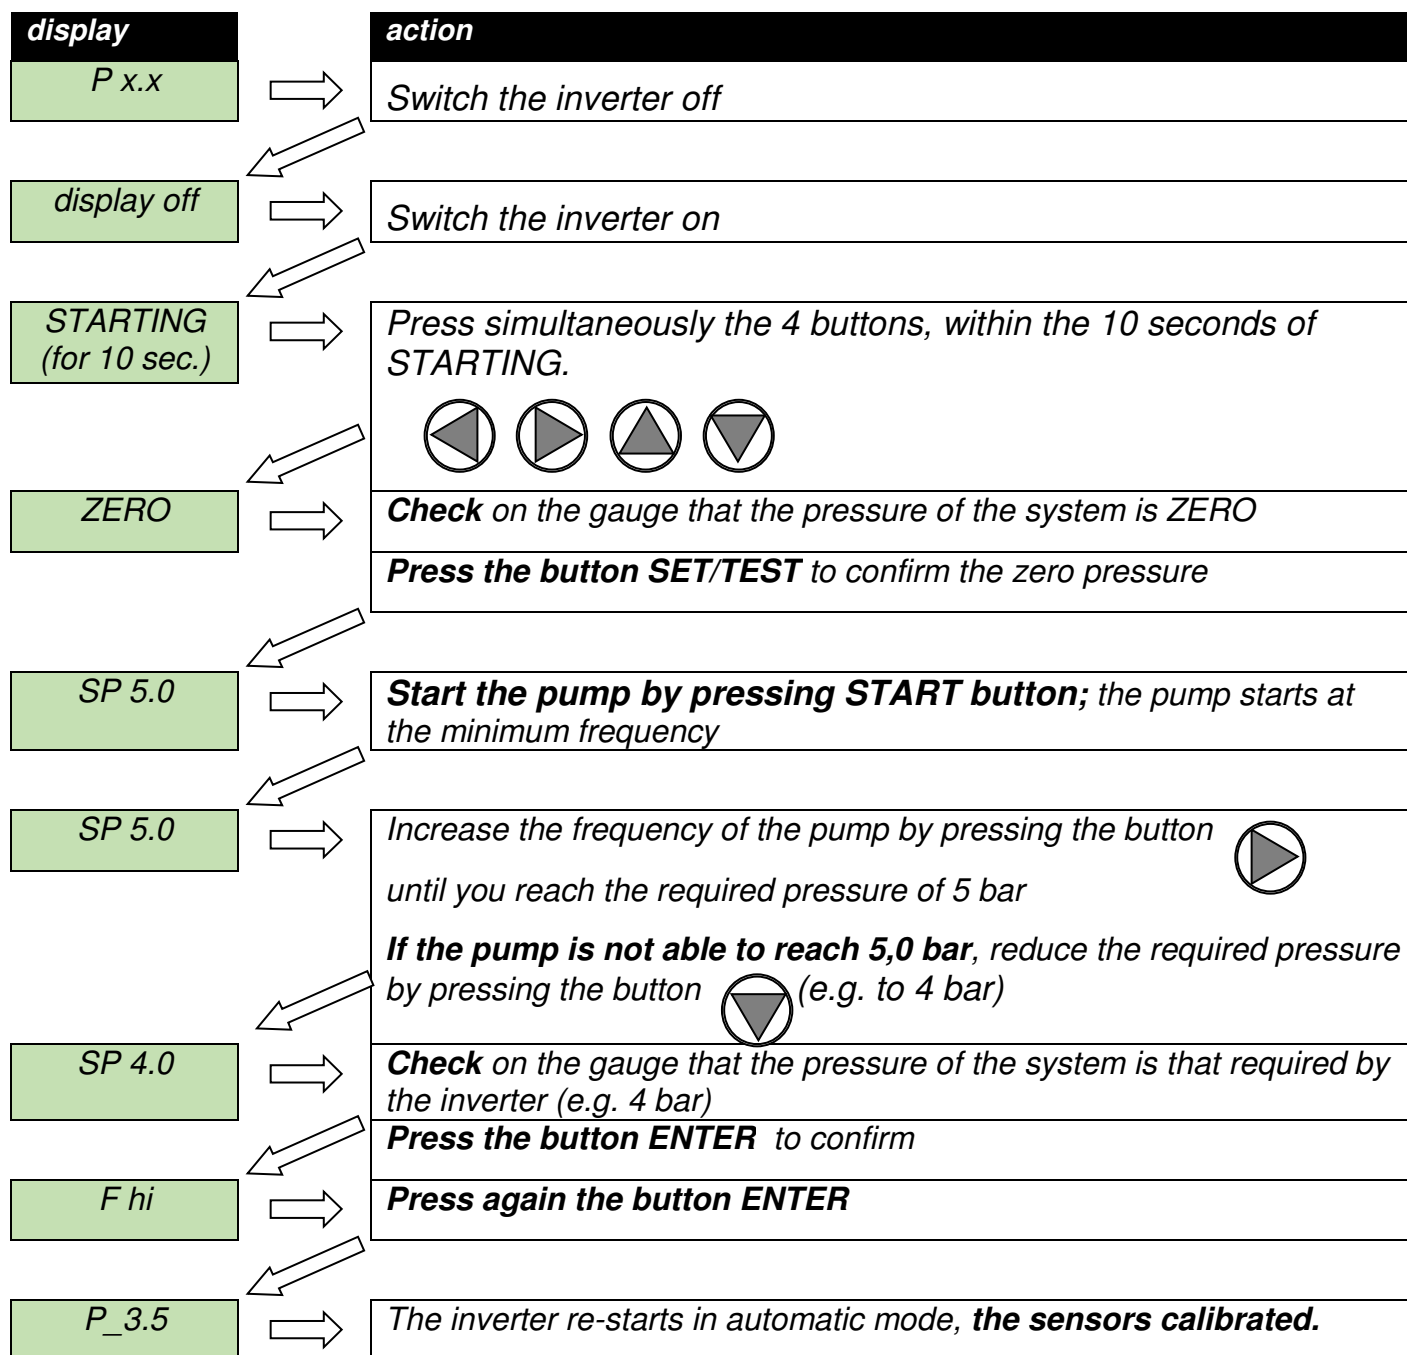 display
action
P x.x
Switch the inverter off
display off
Switch the inverter on
STARTING
(for 10 sec.)
Press simultaneously the 4 buttons, within the 10 seconds of
STARTING.
ZERO
Check on the gauge that the pressure of the system is ZERO
Press the button SET/TEST to confirm the zero pressure
SP 5.0
Start the pump by pressing START button; the pump starts at
the minimum frequency
SP 5.0
Increase the frequency of the pump by pressing the button
until you reach the required pressure of 5 bar
If the pump is not able to reach 5,0 bar, reduce the required pressure
by pressing the button (e.g. to 4 bar)
SP 4.0
Check on the gauge that the pressure of the system is that required by
the inverter (e.g. 4 bar)
Press the button ENTER to confirm
F hi
Press again the button ENTER
P_3.5
The inverter re-starts in automatic mode, the sensors calibrated.